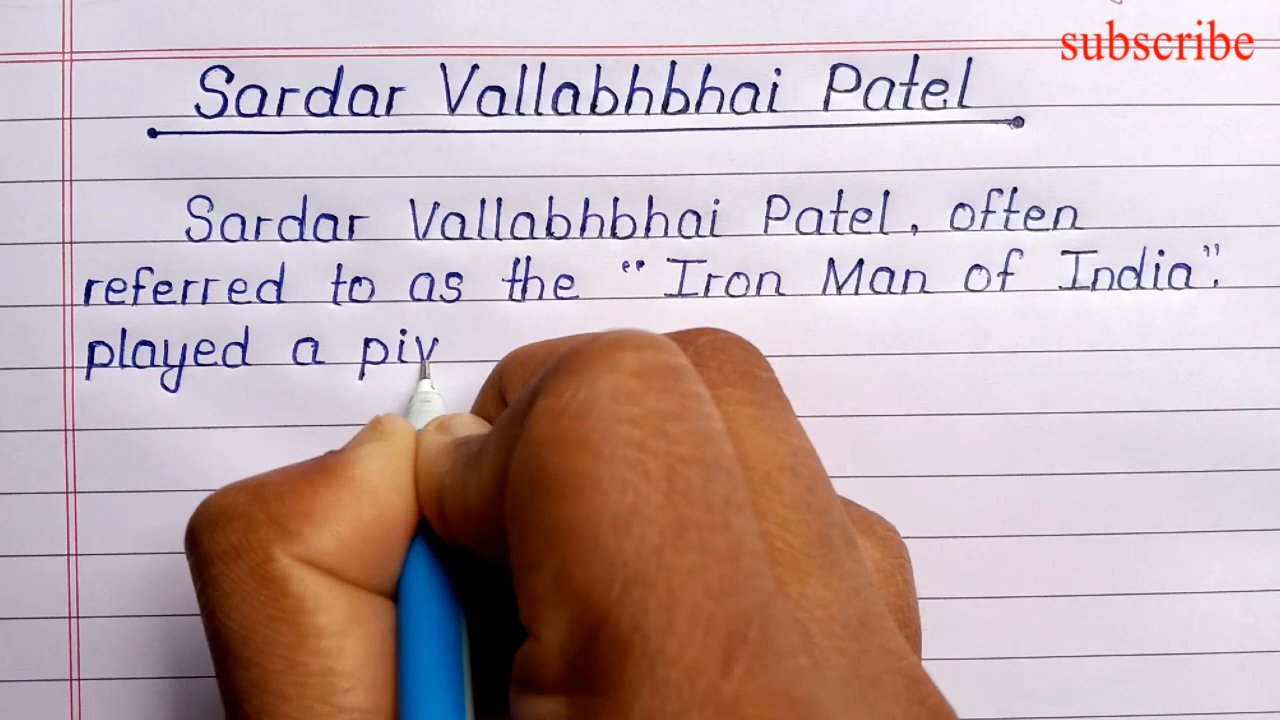 subscribe
Sardar Vallabhbhai Patel
Sardar Vallabhbhai Patel, often
referred to as the "Iron Man of India".
played a piv